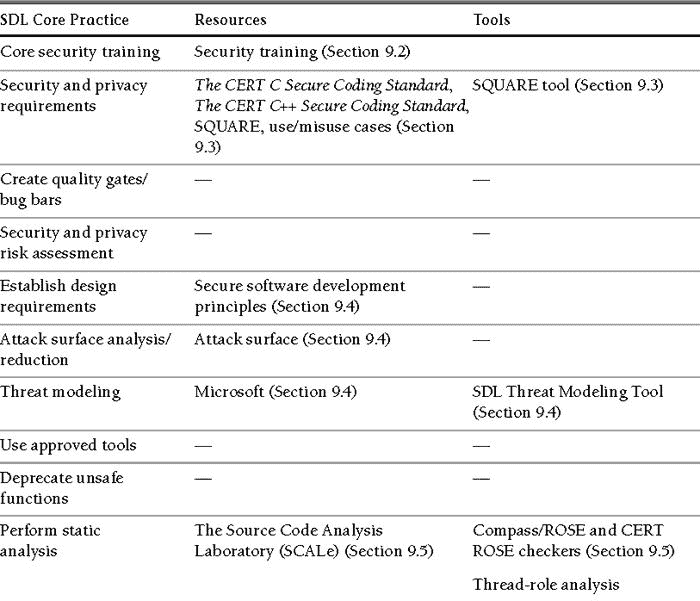 SDL Core Practice Resources Tools
Core security training Security training (Section 9.2)
Security and privacy The CERT C Secure Coding Standard, SQUARE tool (Section 9.3)
requirements The CERT C++ Secure Coding Standard,
SQUARE, use/misuse cases (Section
9.3)
Create quality gates/ — —
bug bars
Security and privacy — —
risk assessment
Establish design Secure software development —
requirements principles (Section 9.4)
Attack surface analysis/ Attack surface (Section 9.4) —
reduction
Threat modeling Microsoft (Section 9.4) SDL Threat Modeling Tool
(Section 9.4)
Use approved tools — —
Deprecate unsafe — —
functions
Perform static The Source Code Analysis Compass/ROSE and CERT
analysis Laboratory (SCALe) (Section 9.5) ROSE checkers (Section 9.5)
Thread-role analysis